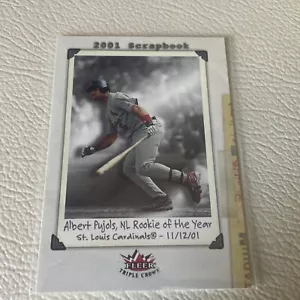 2001 Scrapbook
Albert Pujols, NL Rookie of the Year
St. Louis Cardinals® - 11/12/01
FLEER
TRIPLE CROWN